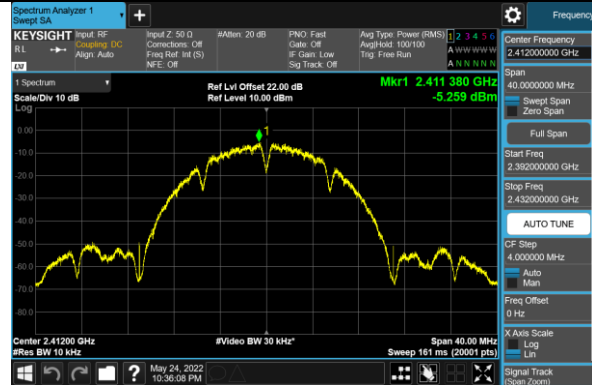 Spectrum Analyzer 1
Swept SA
Frequency
KEYSIGHT
Input: RF
Input Z: 50 Ω
#Atten: 20 dB
PNO: Fast
Avg Type: Power (RMS)
1 2 3 4 5 6
RL
Coupling: DC
Corrections: Off
Gate: Off
Avg|Hold: 100/100
A W W W W W
Align: Auto
Freq Ref: Int (S)
IF Gain: Low
Trig: Free Run
NFE: Off
Sig Track: Off
A N N N N N
LXI
1 Spectrum
Ref Lvl Offset 22.00 dB
Mkr1 2.411 380 GHz
Scale/Div 10 dB
Ref Level 10.00 dBm
-5.259 dBm
Log
1
0.00
-10.0
-20.0
-30.0
-40.0
-50.0
-60.0
-70.0
-80.0
Center 2.41200 GHz
#Video BW 30 kHz*
Span 40.00 MHz
#Res BW 10 kHz
Sweep 161 ms (20001 pts)
?
May 24, 2022
10:36:08 PM
Center Frequency
2.412000000 GHz
Span
40.0000000 MHz
Swept Span
Zero Span
Full Span
Start Freq
2.392000000 GHz
Stop Freq
2.432000000 GHz
AUTO TUNE
CF Step
4.000000 MHz
Auto
Man
Freq Offset
0 Hz
X Axis Scale
Log
Lin
Signal Track
(Span Zoom)